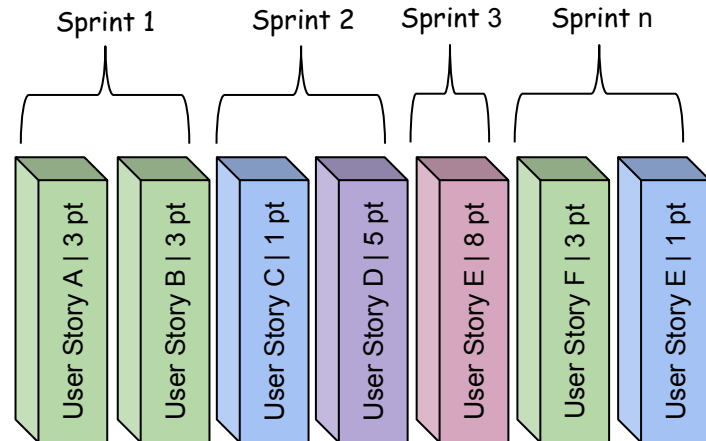 Sprint 1
Sprint 2
Sprint 3
Sprint n
User Story A | 3 pt
User Story B | 3 pt
User Story C | 1 pt
User Story D | 5 pt
User Story E | 8 pt
User Story F | 3 pt
User Story E | 1 pt